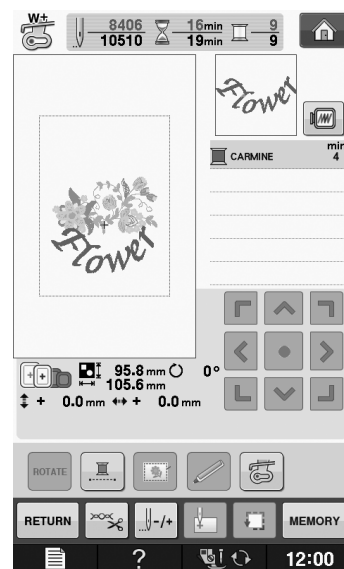 W+ 8406 16min 9
10510 19min 9
Flower
min
CARMINE 4
Flower
95.8 mm 0°
105.6 mm
+ 0.0 mm + 0.0 mm
ROTATE
-/+
RETURN MEMORY
? 12:00